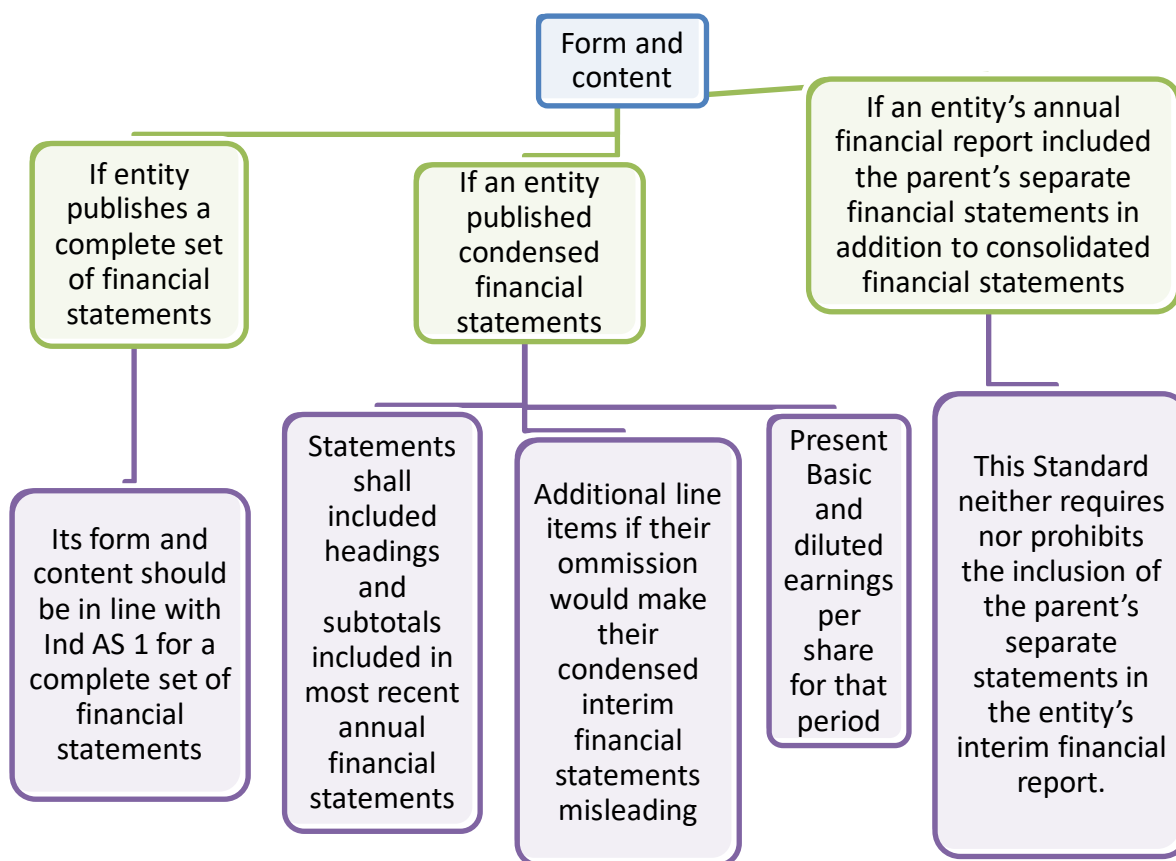 Form and
content
If entity
publishes a
complete set
of financial
statements
If an entity
published
condensed
financial
statements
If an entity’s annual
financial report included
the parent’s separate
financial statements in
addition to consolidated
financial statements
Its form and
content should
be in line with
Ind AS 1 for a
complete set of
financial
statements
Statements
shall
included
headings
and
subtotals
included in
most recent
annual
financial
statements
Additional line
items if their
ommission
would make
their
condensed
interim
financial
statements
misleading
Present
Basic
and
diluted
earnings
per
share
for that
period
This Standard
neither requires
nor prohibits
the inclusion of
the parent’s
separate
statements in
the entity’s
interim financial
report.